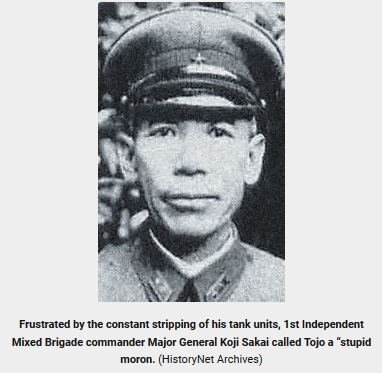 Frustrated by the constant stripping of his tank units, 1st Independent
Mixed Brigade commander Major General Koji Sakai called Tojo a “stupid
moron. (HistoryNet Archives)